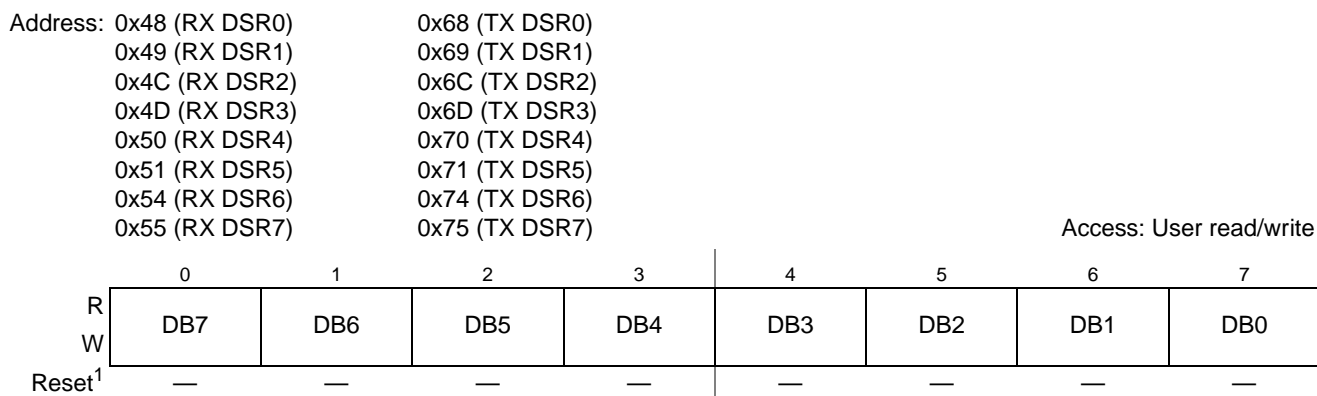 Address: 0x48 (RX DSR0) 0x68 (TX DSR0)
0x49 (RX DSR1) 0x69 (TX DSR1)
0x4C (RX DSR2) 0x6C (TX DSR2)
0x4D (RX DSR3) 0x6D (TX DSR3)
0x50 (RX DSR4) 0x70 (TX DSR4)
0x51 (RX DSR5) 0x71 (TX DSR5)
0x54 (RX DSR6) 0x74 (TX DSR6)
0x55 (RX DSR7) 0x75 (TX DSR7) Access: User read/write
0 1 2 3 4 5 6 7
R
DB7 DB6 DB5 DB4 DB3 DB2 DB1 DB0
W
Reset1 — — — — — — — —